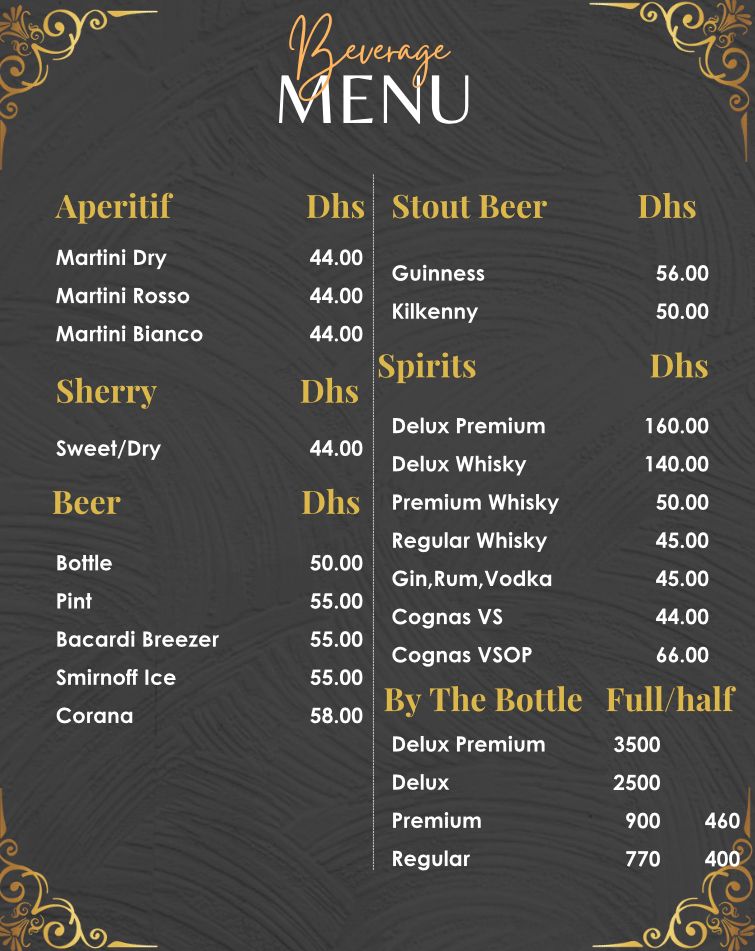 Beverage
MENU
Aperitif Dhs
Martini Dry 44.00
Martini Rosso 44.00
Martini Bianco 44.00
Sherry Dhs
Sweet/Dry 44.00
Beer Dhs
Bottle 50.00
Pint 55.00
Bacardi Breezer 55.00
Smirnoff Ice 55.00
Corana 58.00
Stout Beer Dhs
Guinness 56.00
Kilkenny 50.00
Spirits Dhs
Delux Premium 160.00
Delux Whisky 140.00
Premium Whisky 50.00
Regular Whisky 45.00
Gin,Rum,Vodka 45.00
Cognas VS 44.00
Cognas VSOP 66.00
By The Bottle Full/half
Delux Premium 3500
Delux 2500
Premium 900 460
Regular 770 400